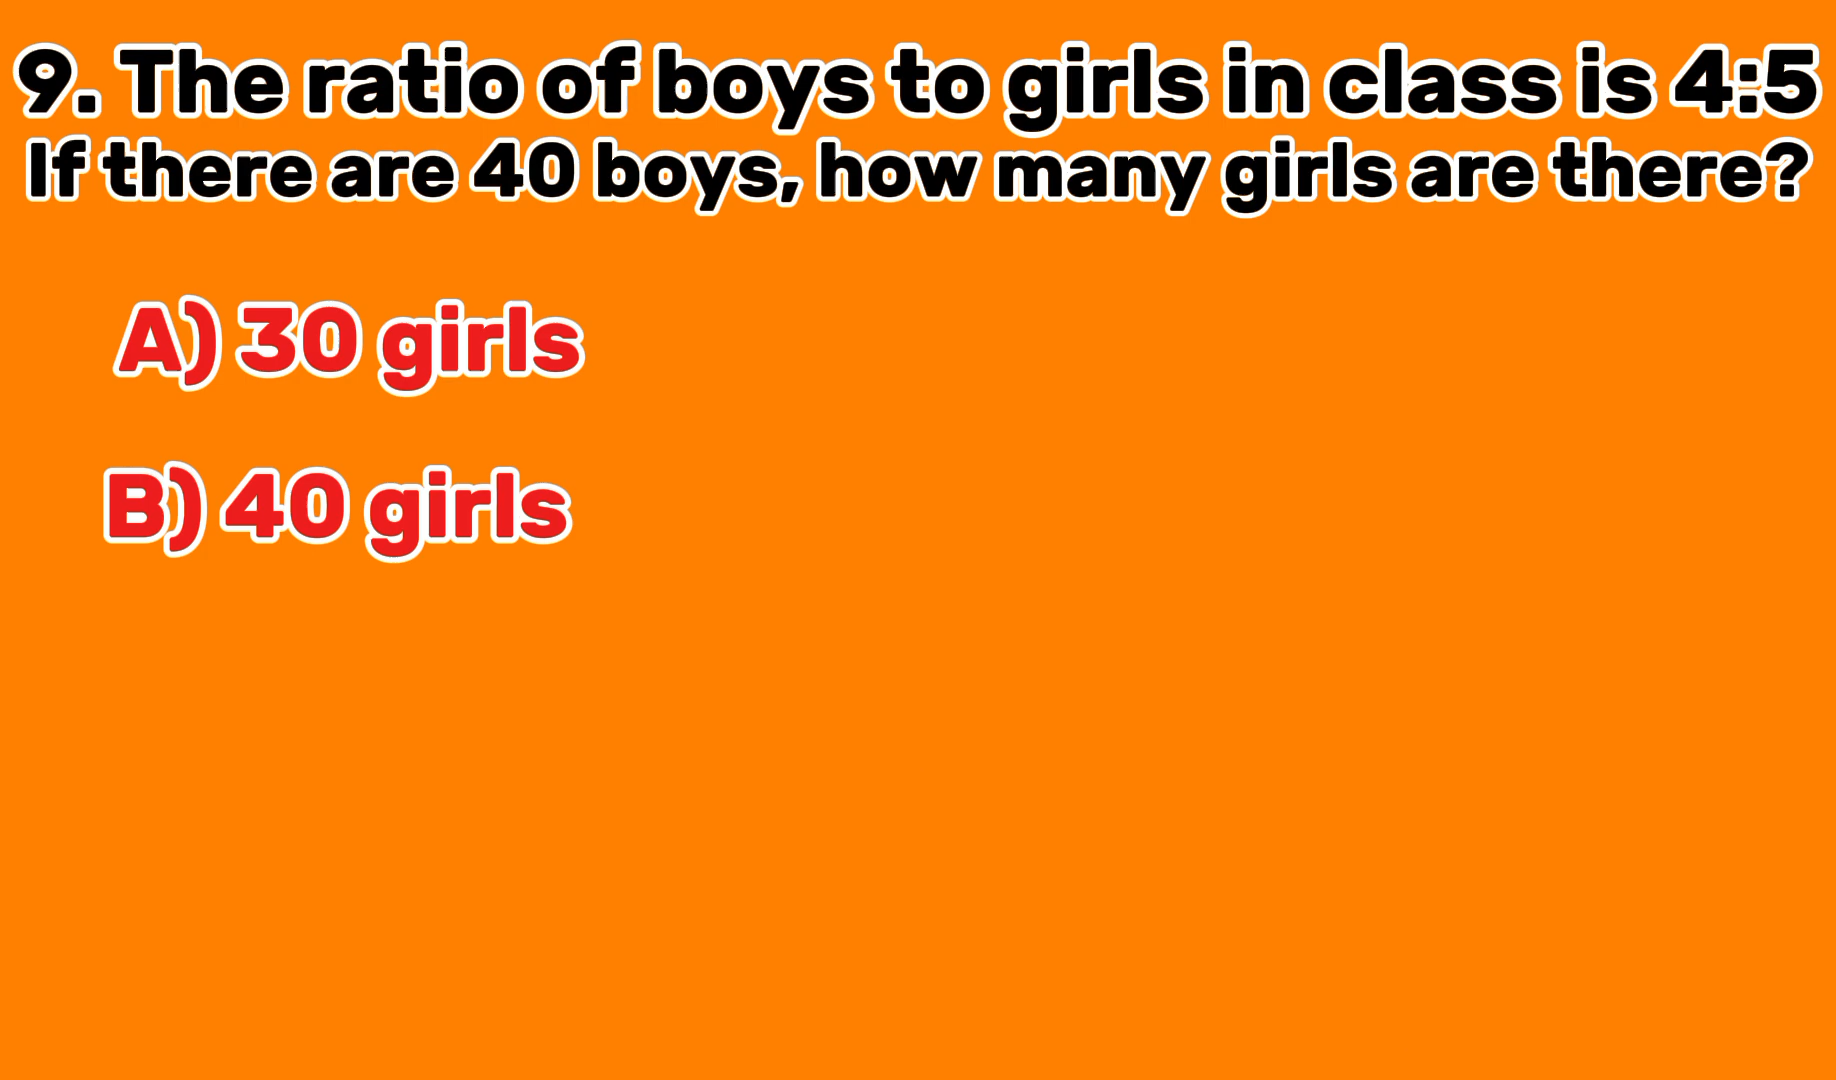 9. The ratio of boys to girls in class is 4:5
If there are 40 boys, how many girls are there?
A) 30 girls
B) 40 girls